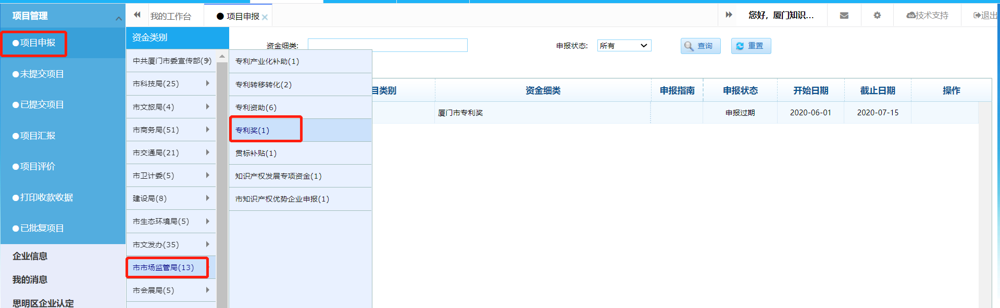 项目管理
我的工作台
项目申报
您好，厦门知识...
技术支持
退出
项目申报
未提交项目
已提交项目
项目汇报
项目评价
打印收款收据
已批复项目
企业信息
我的消息
思明区企业认定
资金类别
中共厦门市委宣传部(5)
市科技局(25)
市文旅局(4)
市商务局(51)
市交通局(21)
市卫计委(5)
建设局(8)
市生态环境局(5)
市文发办(35)
市市场监管局(13)
市会展局(5)
专利产业化补助(1)
专利转移转化(2)
专利资助(6)
专利奖(1)
贯标补贴(1)
知识产权发展专项资金(1)
市知识产权优势企业申报(1)
资金细类:
申报状态: 所有 查询 重置
目类别 资金细类 申报指南 申报状态 开始日期 截止日期 操作
厦门市专利奖 申报过期 2020-06-01 2020-07-15